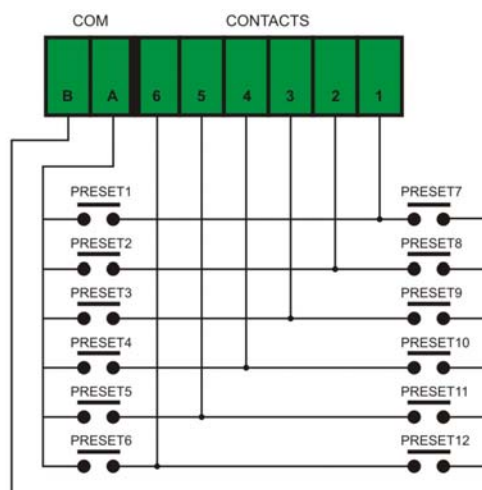 COM CONTACTS
B A 6 5 4 3 2 1
PRESET1 PRESET7
PRESET2 PRESET8
PRESET3 PRESET9
PRESET4 PRESET10
PRESET5 PRESET11
PRESET6 PRESET12